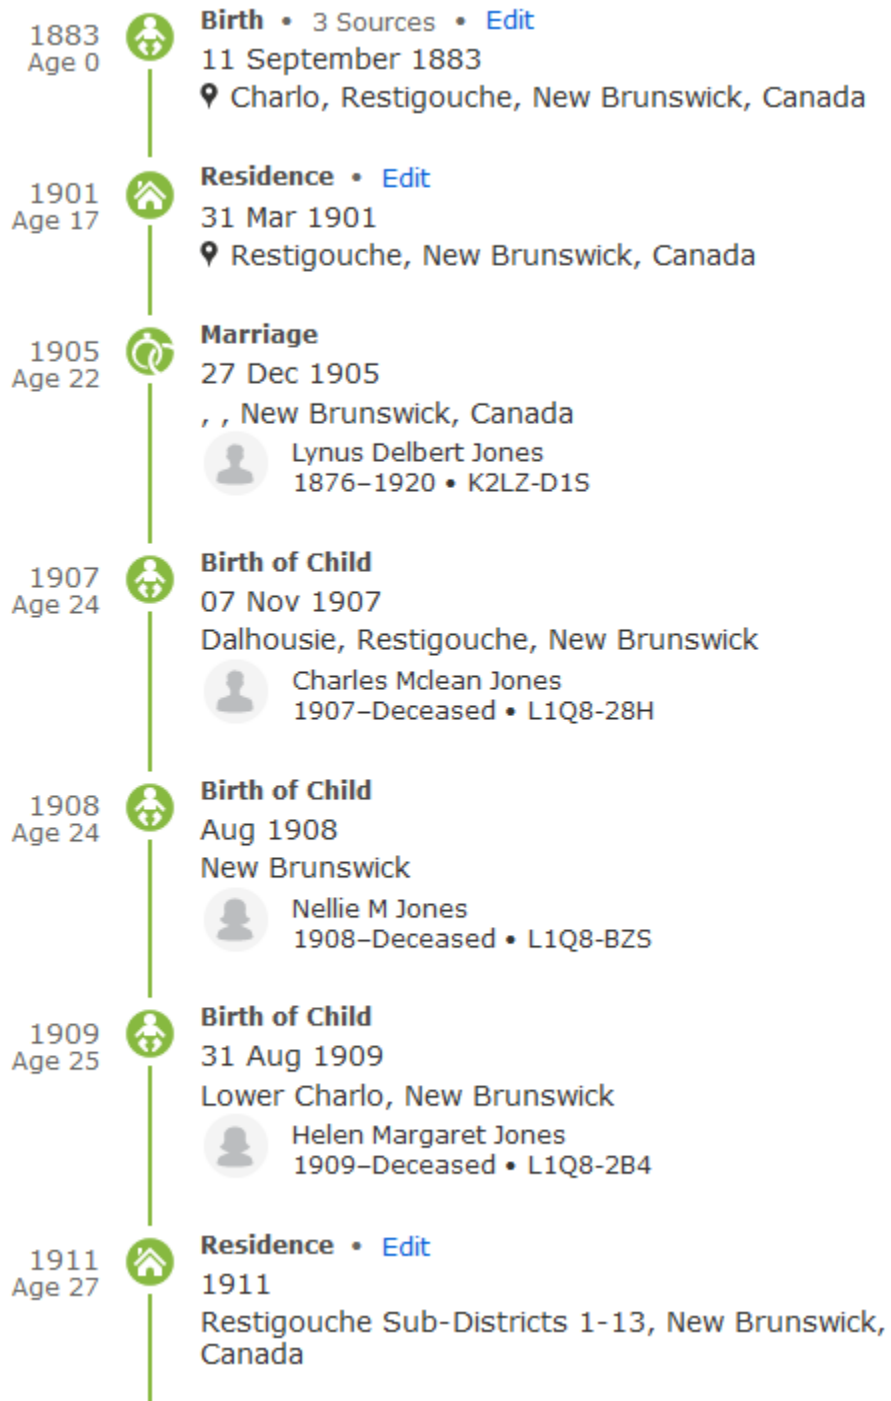 1883
Age 0
Birth • 3 Sources • Edit
11 September 1883
Charlo, Restigouche, New Brunswick, Canada
1901
Age 17
Residence • Edit
31 Mar 1901
Restigouche, New Brunswick, Canada
1905
Age 22
Marriage
27 Dec 1905
, , New Brunswick, Canada
Lynus Delbert Jones
1876–1920 • K2LZ-D1S
1907
Age 24
Birth of Child
07 Nov 1907
Dalhousie, Restigouche, New Brunswick
Charles Mclean Jones
1907–Deceased • L1Q8-28H
1908
Age 24
Birth of Child
Aug 1908
New Brunswick
Nellie M Jones
1908–Deceased • L1Q8-BZS
1909
Age 25
Birth of Child
31 Aug 1909
Lower Charlo, New Brunswick
Helen Margaret Jones
1909–Deceased • L1Q8-2B4
1911
Age 27
Residence • Edit
1911
Restigouche Sub-Districts 1-13, New Brunswick,
Canada